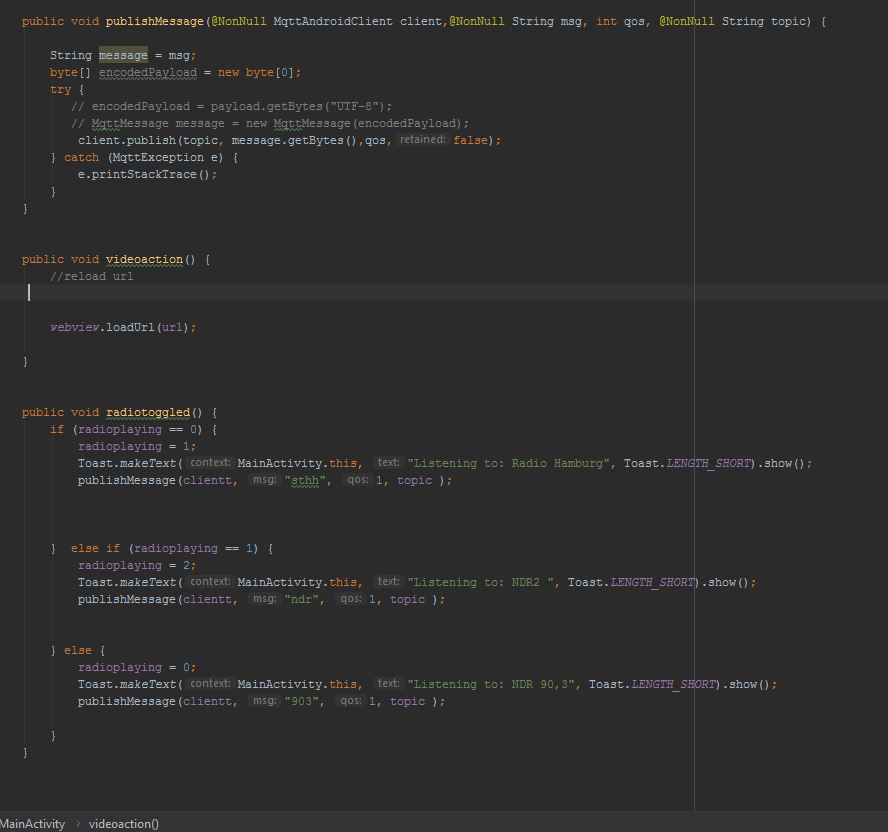 public void publishMessage(@NonNull MqttAndroidClient client,@NonNull String msg, int qos, @NonNull String topic) {
String message = msg;
byte[] encodedPayload = new byte[0];
try {
// encodedPayload = payload.getBytes("UTF-8");
// MqttMessage message = new MqttMessage(encodedPayload);
client.publish(topic, message.getBytes(),qos, retained: false);
} catch (MqttException e) {
e.printStackTrace();
}
}
public void videoaction() {
//reload url
webview.loadUrl(url);
}
public void radiotoggled() {
if (radioplaying == 0) {
radioplaying = 1;
Toast.makeText( context: MainActivity.this, text: "Listening to: Radio Hamburg", Toast.LENGTH_SHORT).show();
publishMessage(clientt, msg: "sthh", qos: 1, topic );
} else if (radioplaying == 1) {
radioplaying = 2;
Toast.makeText( context: MainActivity.this, text: "Listening to: NDR2 ", Toast.LENGTH_SHORT).show();
publishMessage(clientt, msg: "ndr", qos: 1, topic );
} else {
radioplaying = 0;
Toast.makeText( context: MainActivity.this, text: "Listening to: NDR 90,3", Toast.LENGTH_SHORT).show();
publishMessage(clientt, msg: "903", qos: 1, topic );
}
}
MainActivity › videoaction()